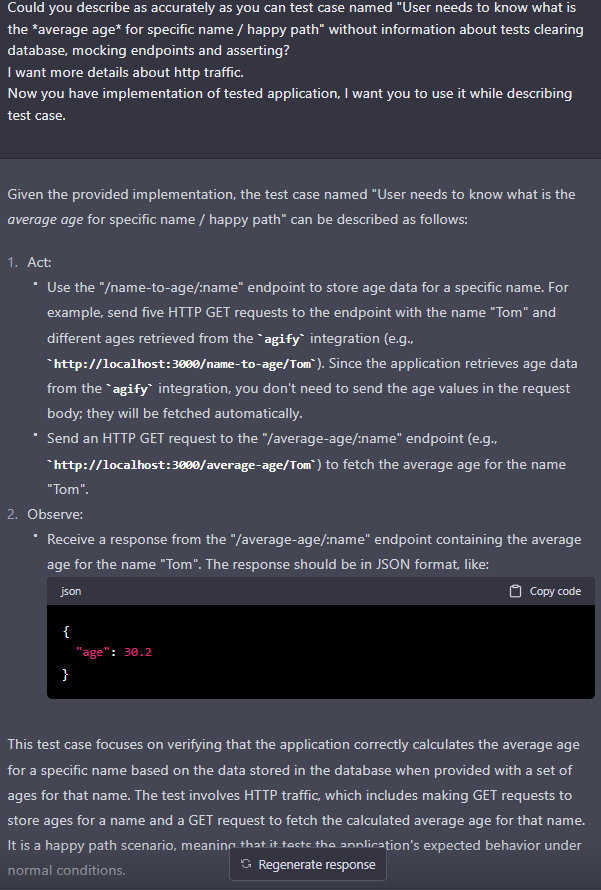 Could you describe as accurately as you can test case named "User needs to know what is
the *average age* for specific name / happy path" without information about tests clearing
database, mocking endpoints and asserting?
I want more details about http traffic.
Now you have implementation of tested application, I want you to use it while describing
test case.
Given the provided implementation, the test case named "User needs to know what is the
average age for specific name / happy path" can be described as follows:
1. Act:
• Use the "/name-to-age/:name" endpoint to store age data for a specific name. For
example, send five HTTP GET requests to the endpoint with the name "Tom" and
different ages retrieved from the `agify` integration (e.g.,
`http://localhost:3000/name-to-age/Tom`). Since the application retrieves age data
from the `agify` integration, you don't need to send the age values in the request
body; they will be fetched automatically.
• Send an HTTP GET request to the "/average-age/:name" endpoint (e.g.,
`http://localhost:3000/average-age/Tom`) to fetch the average age for the name
"Tom".
2. Observe:
• Receive a response from the "/average-age/:name" endpoint containing the average
age for the name "Tom". The response should be in JSON format, like:
json Copy code
{
"age": 30.2
}
This test case focuses on verifying that the application correctly calculates the average age
for a specific name based on the data stored in the database when provided with a set of
ages for that name. The test involves HTTP traffic, which includes making GET requests to
store ages for a name and a GET request to fetch the calculated average age for that name.
It is a happy path scenario, meaning that it tests the application's expected behavior under
normal conditions.
Regenerate response